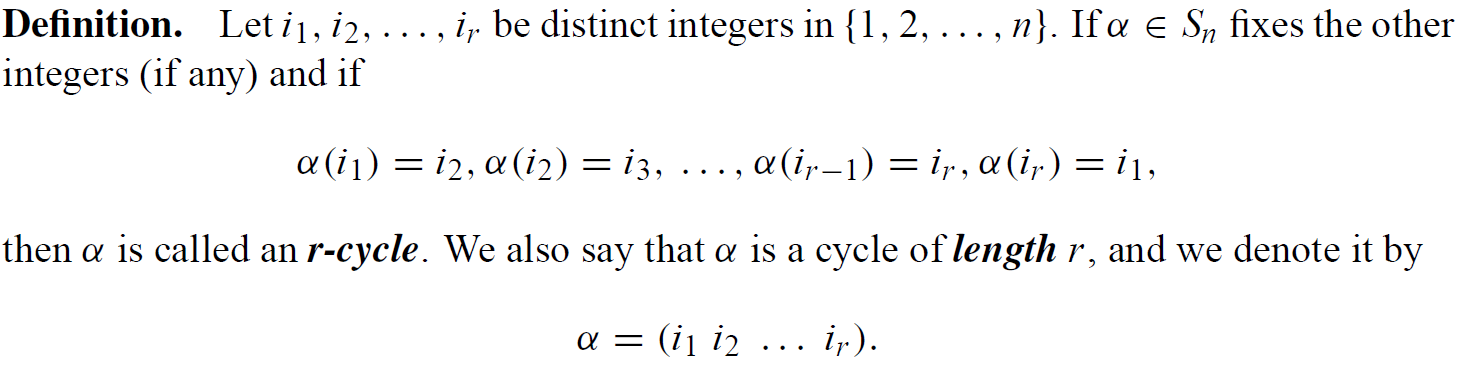 Definition. Let i₁, i₂, . . . , iᵣ be distinct integers in {1, 2, . . . , n}. If α ∈ Sₙ fixes the other
integers (if any) and if
α(i₁) = i₂, α(i₂) = i₃, . . . , α(iᵣ₋₁) = iᵣ, α(iᵣ) = i₁,
then α is called an r-cycle. We also say that α is a cycle of length r, and we denote it by
α = (i₁ i₂ . . . iᵣ).